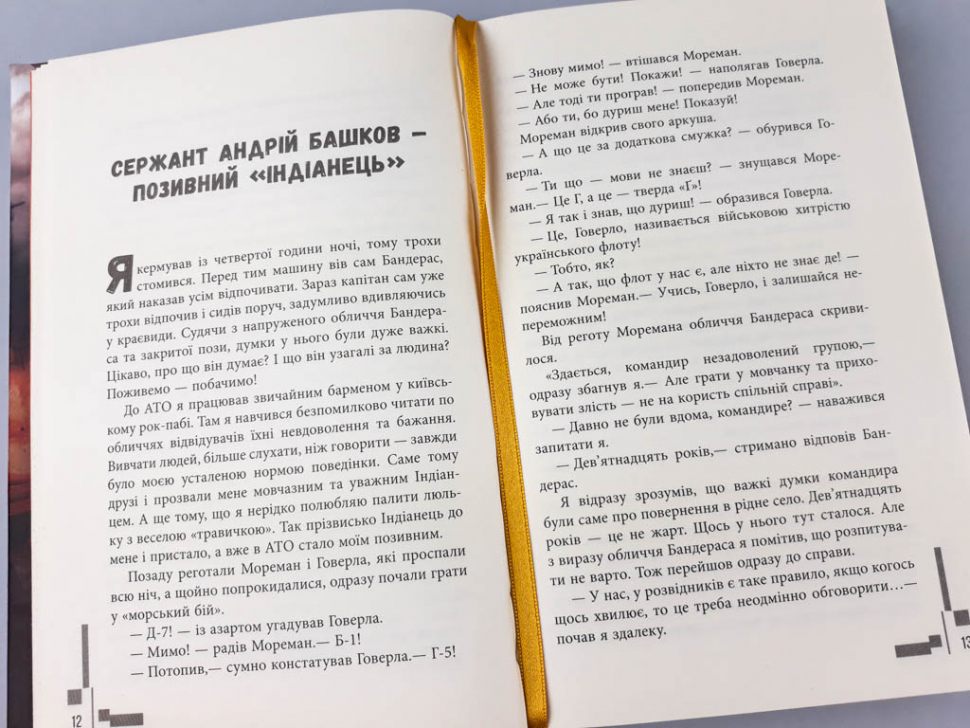 СЕРЖАНТ АНДРІЙ БАШКОВ –
ПОЗИВНИЙ «ІНДІАНЕЦЬ»
Я кермував із четвертої години ночі, тому трохи
стомився. Перед тим машину вів сам Бандерас,
який наказав усім відпочивати. Зараз капітан сам уже
трохи відпочив і сидів поруч, задумливо вдивляючись
у краєвиди. Судячи з напруженого обличчя Бандера-
са та закритої пози, думки у нього були дуже важкі.
Цікаво, про що він думає? І що він узагалі за людина?
Поживемо — побачимо!
До АТО я працював звичайним барменом у київсь-
кому рок-пабі. Там я навчився безпомилково читати по
обличчях відвідувачів їхні невдоволення та бажання.
Вивчати людей, більше слухати, ніж говорити — завжди
було моєю усталеною нормою поведінки. Саме тому
друзі і прозвали мене мовчазним та уважним Індіан-
цем. А ще тому, що я нерідко полюбляю палити люль-
ку з веселою «травичкою». Так прізвисько Індіанець до
мене і пристало, а вже в АТО стало моїм позивним.
Позаду реготали Мореман і Говерла, які проспали
всю ніч, а щойно попрокидалися, одразу почали грати
у «морський бій».
— Д-7! — із азартом угадував Говерла.
— Мимо! — радів Мореман.— Б-1!
— Потопив,— сумно констатував Говерла.— Г-5!
12
— Знову мимо! — втішався Мореман.
— Не може бути! Покажи! — наполягав Говерла.
— Але тоді ти програв! — попередив Мореман.
— Або ти, бо дуриш мене! Показуй!
Мореман відкрив свого аркуша.
— А що це за додаткова смужка? — обурився Го-
верла.
— Ти що — мови не знаєш? — знущався Море-
ман.— Це Г, а це — тверда «Ґ»!
— Я так і знав, що дуриш! — образився Говерла.
— Це, Говерло, називається військовою хитрістю
українського флоту!
— Тобто, як?
— А так, що флот у нас є, але ніхто не знає де! —
пояснив Мореман.— Учись, Говерло, і залишайся не-
переможним!
Від реготу Моремана обличчя Бандераса скриви-
лося.
«Здається, командир незадоволений групою,—
одразу збагнув я.— Але грати у мовчанку та прихо-
вувати злість — не на користь спільній справі».
— Давно не були вдома, командире? — наважився
запитати я.
— Дев’ятнадцять років,— стримано відповів Бан-
дерас.
Я відразу зрозумів, що важкі думки командира
були саме про повернення в рідне село. Дев’ятнадцять
років — це не жарт. Щось у нього тут сталося. Але
з виразу обличчя Бандераса я помітив, що розпитува-
ти не варто. Тож перейшов одразу до справи.
— У нас, у розвідників є таке правило, якщо когось
щось хвилює, то це треба неодмінно обговорити…—
почав я здалеку.
13